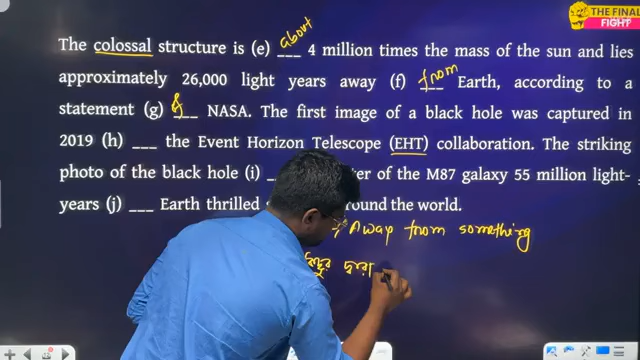 THE FINAL
FIGHT
about
The colossal structure is (e) ___ 4 million times the mass of the sun and lies
from
approximately 26,000 light years away (f) ___ Earth, according to a
statement (g) ___ NASA. The first image of a black hole was captured in
2019 (h) ___ the Event Horizon Telescope (EHT) collaboration. The striking
photo of the black hole (i) of the M87 galaxy 55 million light-
years (j) ___ Earth thrilled the world.
Away from something
দ্বারা